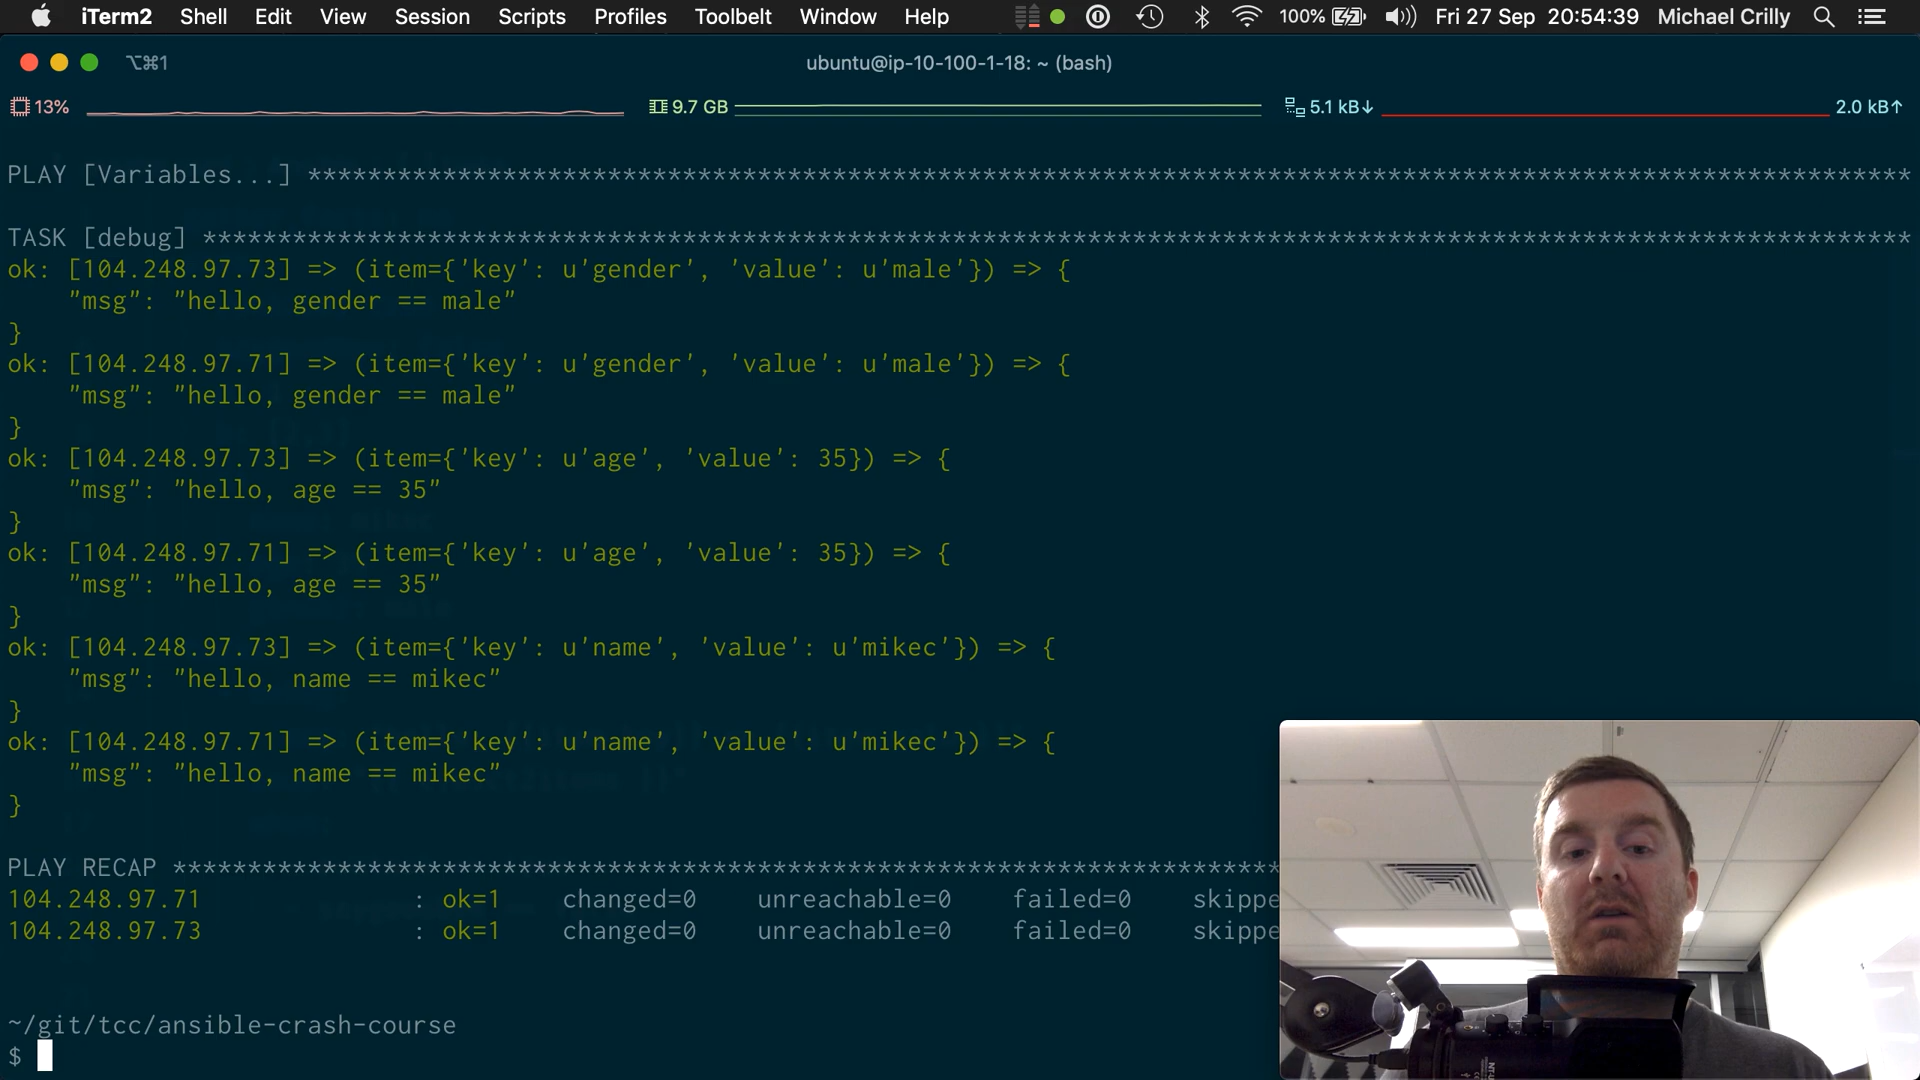 iTerm2 Shell Edit View Session Scripts Profiles Toolbelt Window Help 100% Fri 27 Sep 20:54:39 Michael Crilly
⌥⌘1 ubuntu@ip-10-100-1-18: ~ (bash)
13% 9.7 GB 5.1 kB↓ 2.0 kB↑
PLAY [Variables...] ***********************************************************************************************************
TASK [debug] ******************************************************************************************************************
ok: [104.248.97.73] => (item={'key': u'gender', 'value': u'male'}) => {
"msg": "hello, gender == male"
}
ok: [104.248.97.71] => (item={'key': u'gender', 'value': u'male'}) => {
"msg": "hello, gender == male"
}
ok: [104.248.97.73] => (item={'key': u'age', 'value': 35}) => {
"msg": "hello, age == 35"
}
ok: [104.248.97.71] => (item={'key': u'age', 'value': 35}) => {
"msg": "hello, age == 35"
}
ok: [104.248.97.73] => (item={'key': u'name', 'value': u'mikec'}) => {
"msg": "hello, name == mikec"
}
ok: [104.248.97.71] => (item={'key': u'name', 'value': u'mikec'}) => {
"msg": "hello, name == mikec"
}
PLAY RECAP **************************************************************************
104.248.97.71 : ok=1 changed=0 unreachable=0 failed=0 skippe
104.248.97.73 : ok=1 changed=0 unreachable=0 failed=0 skippe
~/git/tcc/ansible-crash-course
$